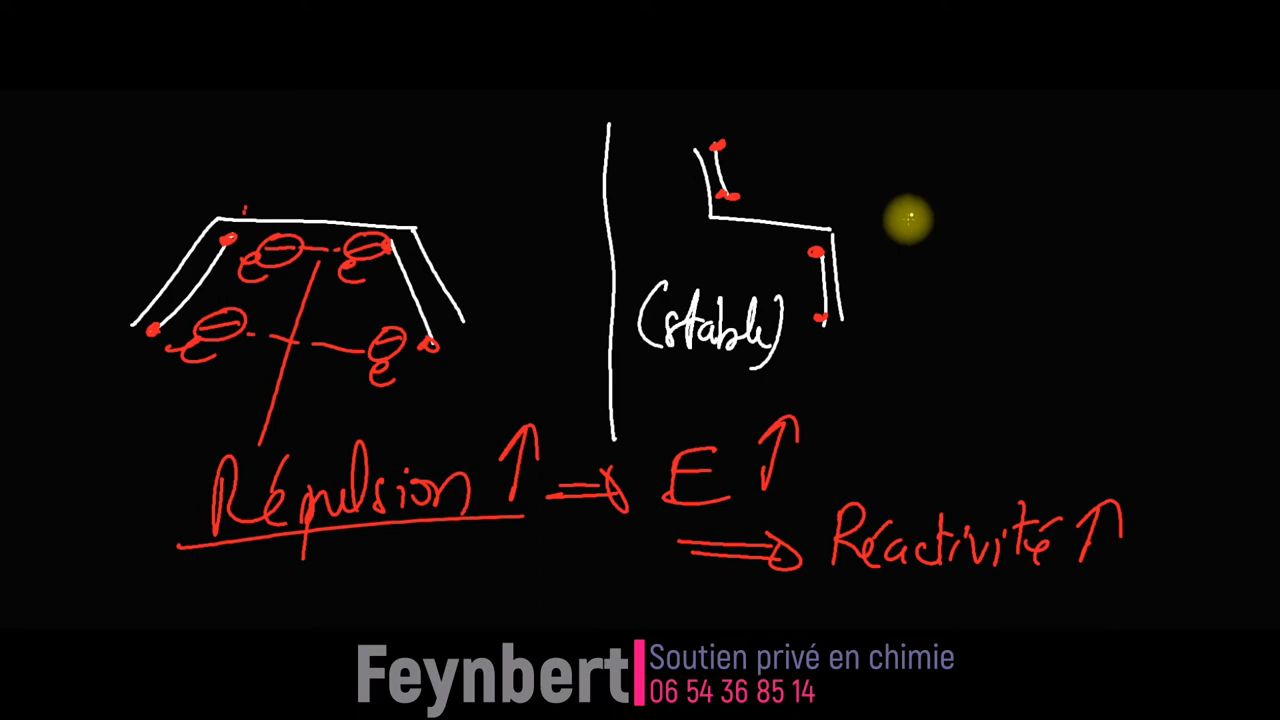 e e
e e
(stable)
Répulsion ↑ ⇒ E ↑
⇒ Réactivité ↑
Feynbert
Soutien privé en chimie
06 54 36 85 14